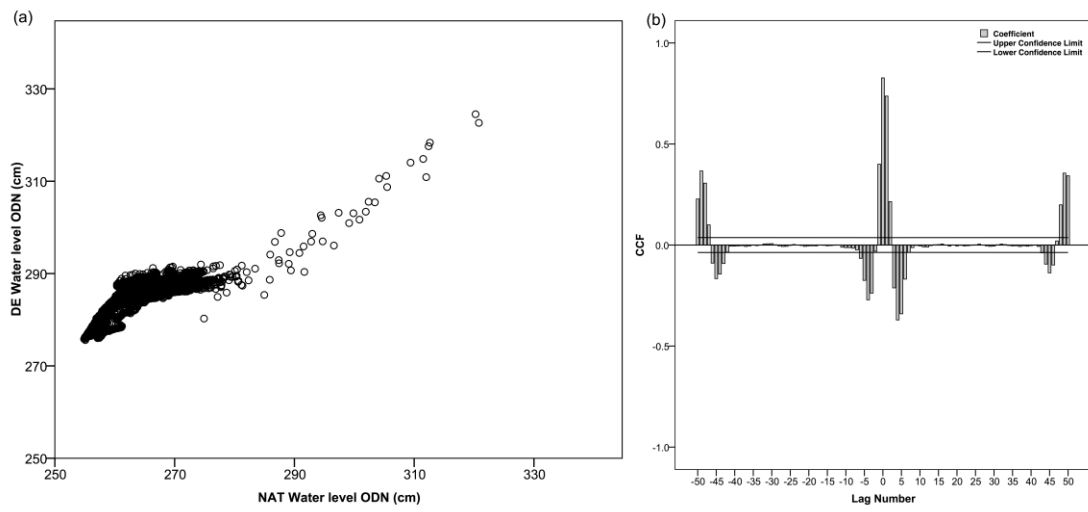 (a)
330
310
290
270
250
250 270 290 310 330
DE Water level ODN (cm)
NAT Water level ODN (cm)
(b)
Coefficient
Upper Confidence Limit
Lower Confidence Limit
1.0
0.5
0.0
-0.5
-1.0
CCF
-50 -45 -40 -35 -30 -25 -20 -15 -10 -5 0 5 10 15 20 25 30 35 40 45 50
Lag Number